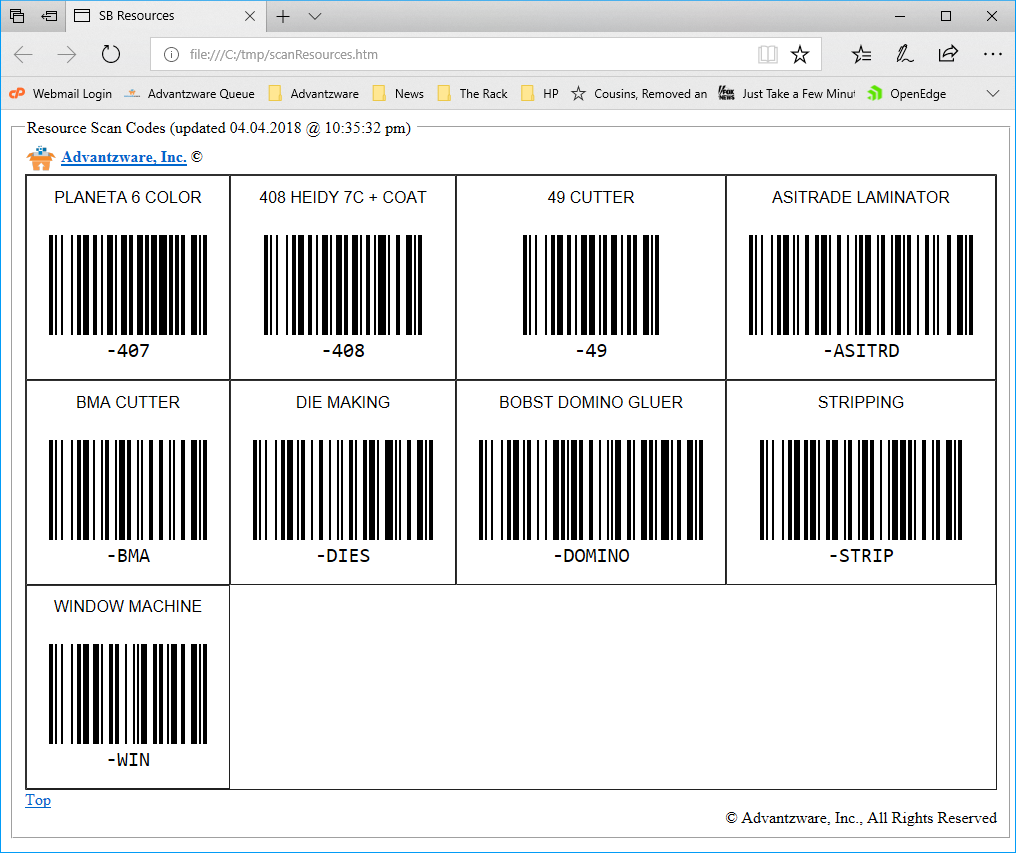 SB Resources
file:///C:/tmp/scanResources.htm
Webmail Login Advantzware Queue Advantzware News The Rack HP Cousins, Removed an Just Take a Few Minut OpenEdge
Resource Scan Codes (updated 04.04.2018 @ 10:35:32 pm)
Advantzware, Inc. ©
PLANETA 6 COLOR 408 HEIDY 7C + COAT 49 CUTTER ASITRADE LAMINATOR
-407 -408 -49 -ASITRD
BMA CUTTER DIE MAKING BOBST DOMINO GLUER STRIPPING
-BMA -DIES -DOMINO -STRIP
WINDOW MACHINE
-WIN
Top
© Advantzware, Inc., All Rights Reserved